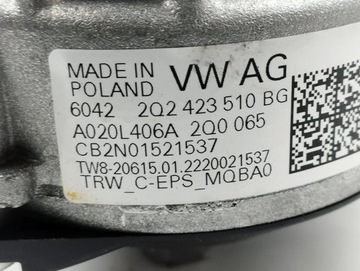 MADE IN
POLAND VW AG
6042 2Q2 423 510 BG
A020L406A 2Q0 065
CB2N01521537
TW8-20615.01.2220021537
TRW_C-EPS_MQBA0